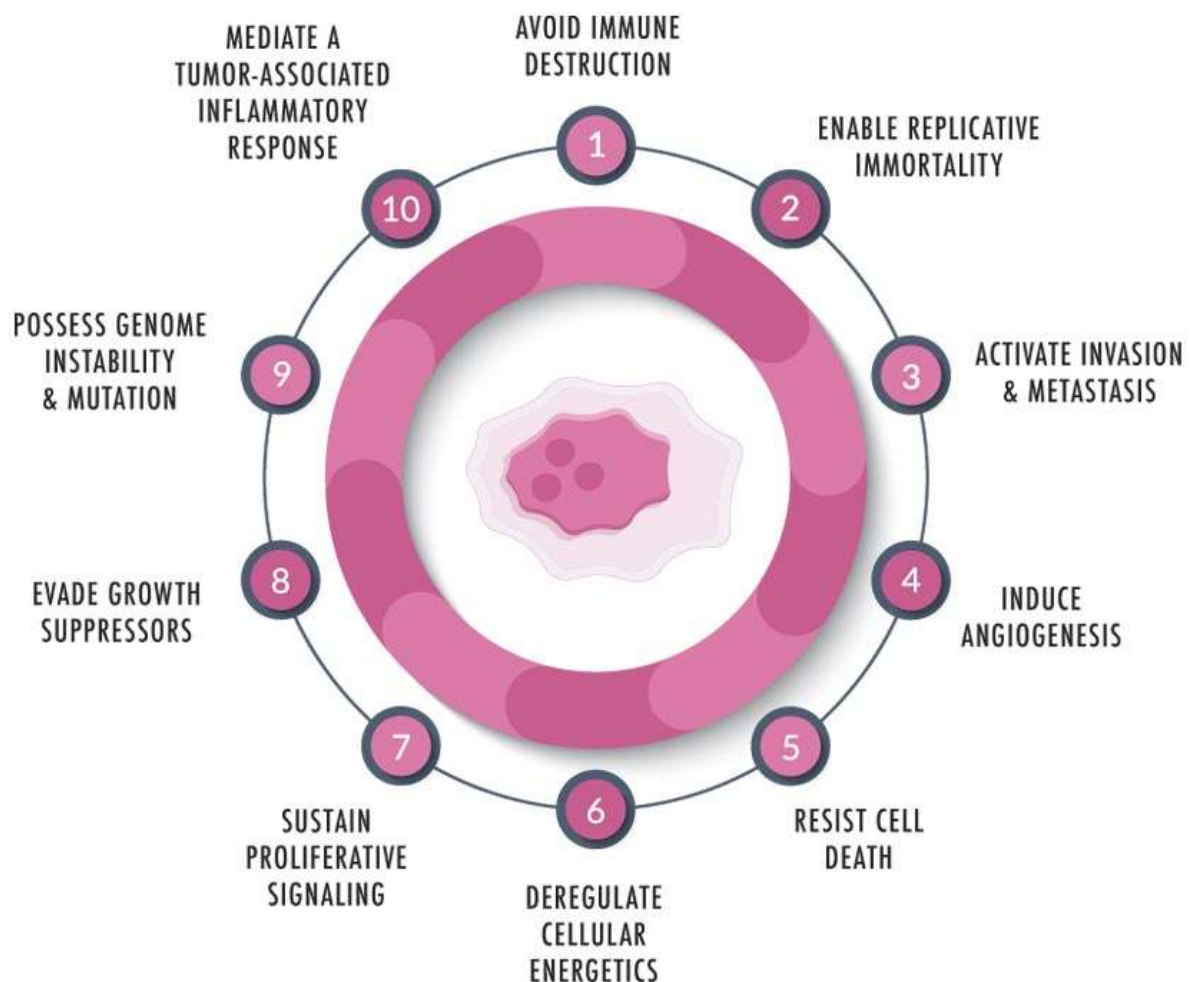 AVOID IMMUNE
DESTRUCTION
1
ENABLE REPLICATIVE
IMMORTALITY
2
ACTIVATE INVASION
& METASTASIS
3
INDUCE
ANGIOGENESIS
4
RESIST CELL
DEATH
5
DEREGULATE
CELLULAR
ENERGETICS
6
SUSTAIN
PROLIFERATIVE
SIGNALING
7
EVADE GROWTH
SUPPRESSORS
8
POSSESS GENOME
INSTABILITY
& MUTATION
9
MEDIATE A
TUMOR-ASSOCIATED
INFLAMMATORY
RESPONSE
10